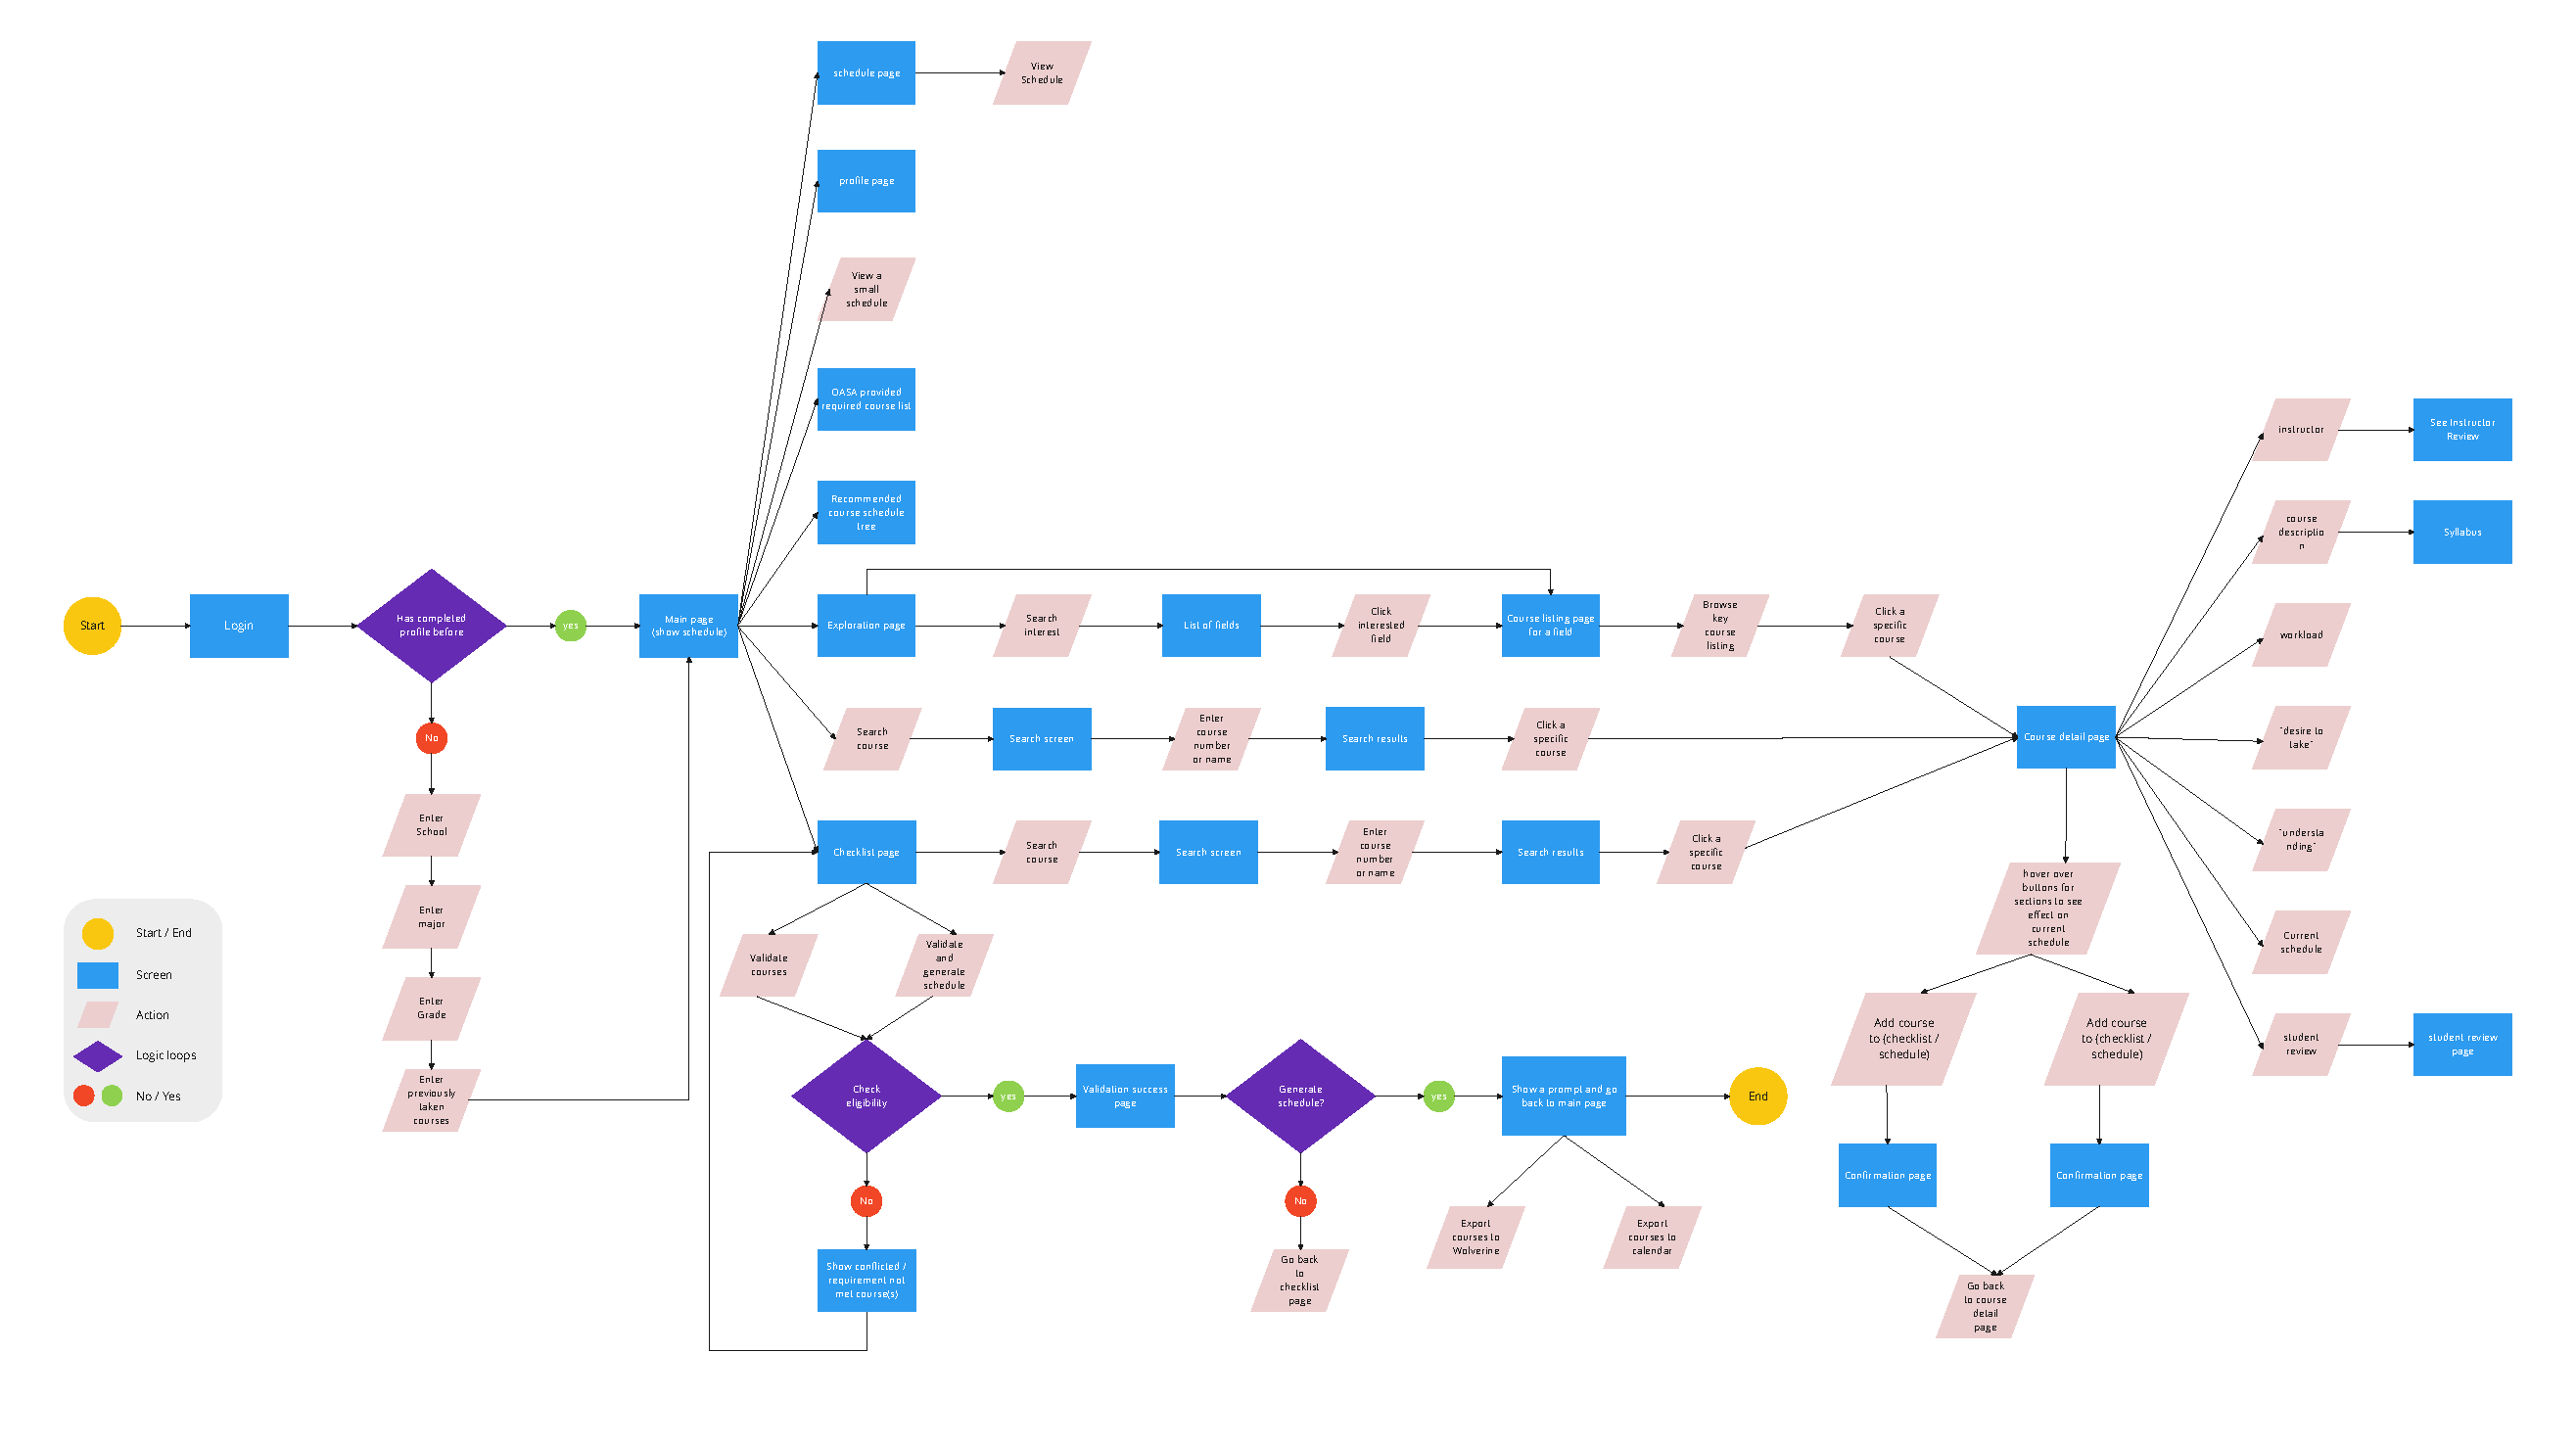 schedule page
View
Schedule
profile page
View a
small
schedule
OASA provided
required course list
Recommended
course schedule
tree
Start
Login
Has completed
profile before
yes
Main page
(show schedule)
Exploration page
Search
interest
List of fields
Click
interested
field
Course listing page
for a field
Browse
key
course
listing
Click a
specific
course
No
Search
course
Search screen
Enter
course
number
or name
Search results
Click a
specific
course
Course detail page
instructor
See Instructor
Review
course
descriptio
n
Syllabus
workload
"desire to
take"
"understa
nding"
Current
schedule
student
review
student review
page
Enter
School
Enter
major
Enter
Grade
Enter
previously
taken
courses
Checklist page
Search
course
Search screen
Enter
course
number
or name
Search results
Click a
specific
course
hover over
buttons for
sections to see
effect on
current
schedule
Validate
courses
Validate
and
generate
schedule
Add course
to (checklist /
schedule)
Add course
to (checklist /
schedule)
Check
eligibility
yes
Validation success
page
Generate
schedule?
yes
Show a prompt and go
back to main page
End
Confirmation page
Confirmation page
No
No
Show conflicted /
requirement not
met course(s)
Go back
to
checklist
page
Export
courses to
Wolverine
Export
courses to
calendar
Go back
to course
detail
page
Start / End
Screen
Action
Logic loops
No / Yes